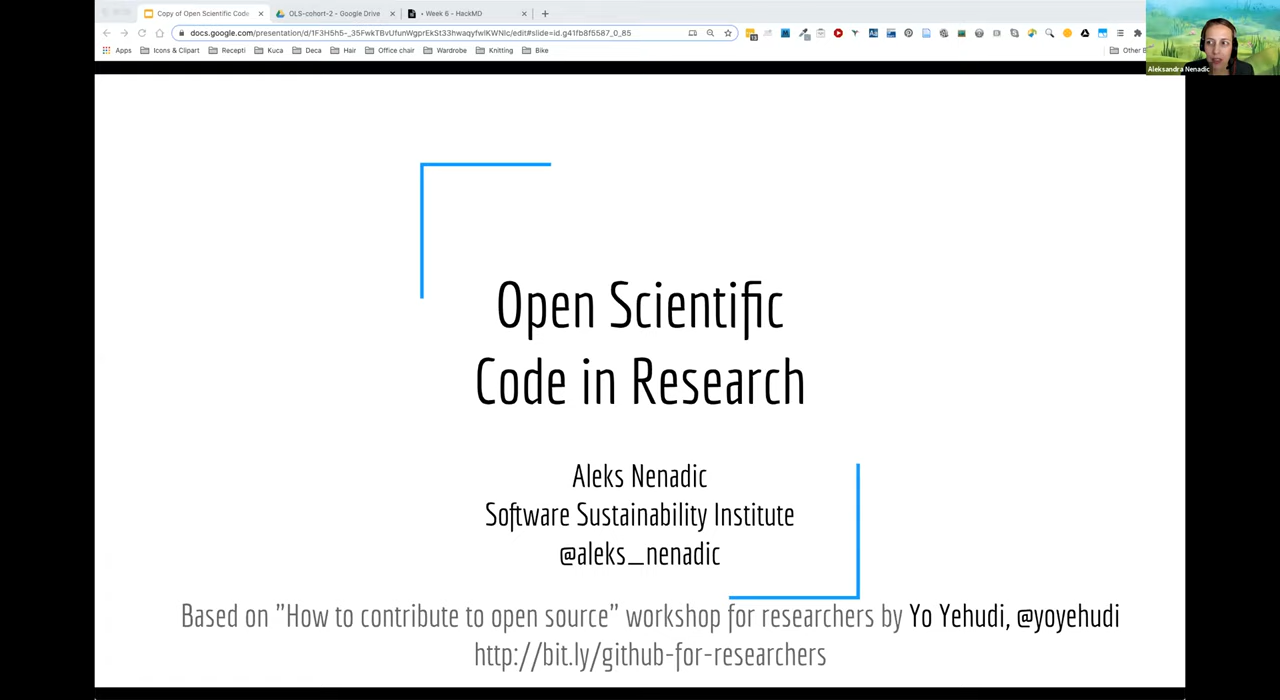 Copy of Open Scientific Code
OLS-cohort-2 - Google Drive
• Week 6 - HackMD
docs.google.com/presentation/d/1F3H5h5-_35FwkTBvUfunWgprEkSt33hwaqyfwIKWNlc/edit#slide=id.g41fb8f5587_0_85
Apps
Icons & Clipart
Recepti
Kuca
Deca
Hair
Office chair
Wardrobe
Knitting
Bike
Other B
Aleksandra Nenadic
Open Scientific
Code in Research
Aleks Nenadic
Software Sustainability Institute
@aleks_nenadic
Based on "How to contribute to open source" workshop for researchers by Yo Yehudi, @yoyehudi
http://bit.ly/github-for-researchers